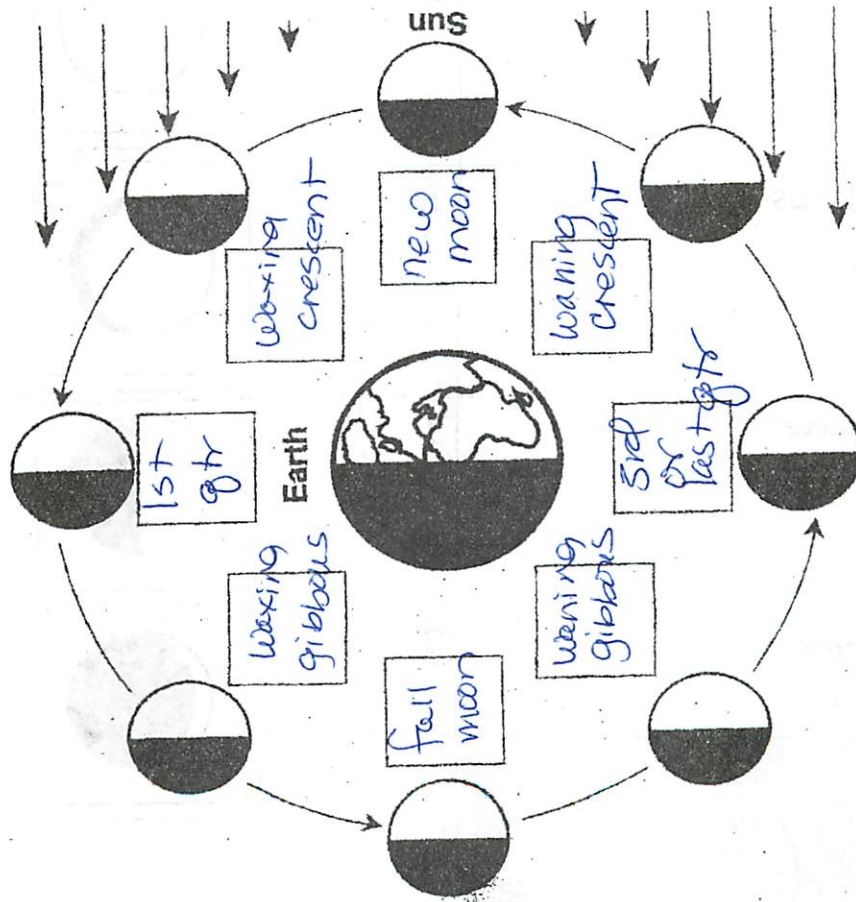 Sun
new
moon
waxing
crescent
waning
crescent
1st
qtr
Earth
3rd
or
last qtr
waxing
gibbous
waning
gibbous
full
moon